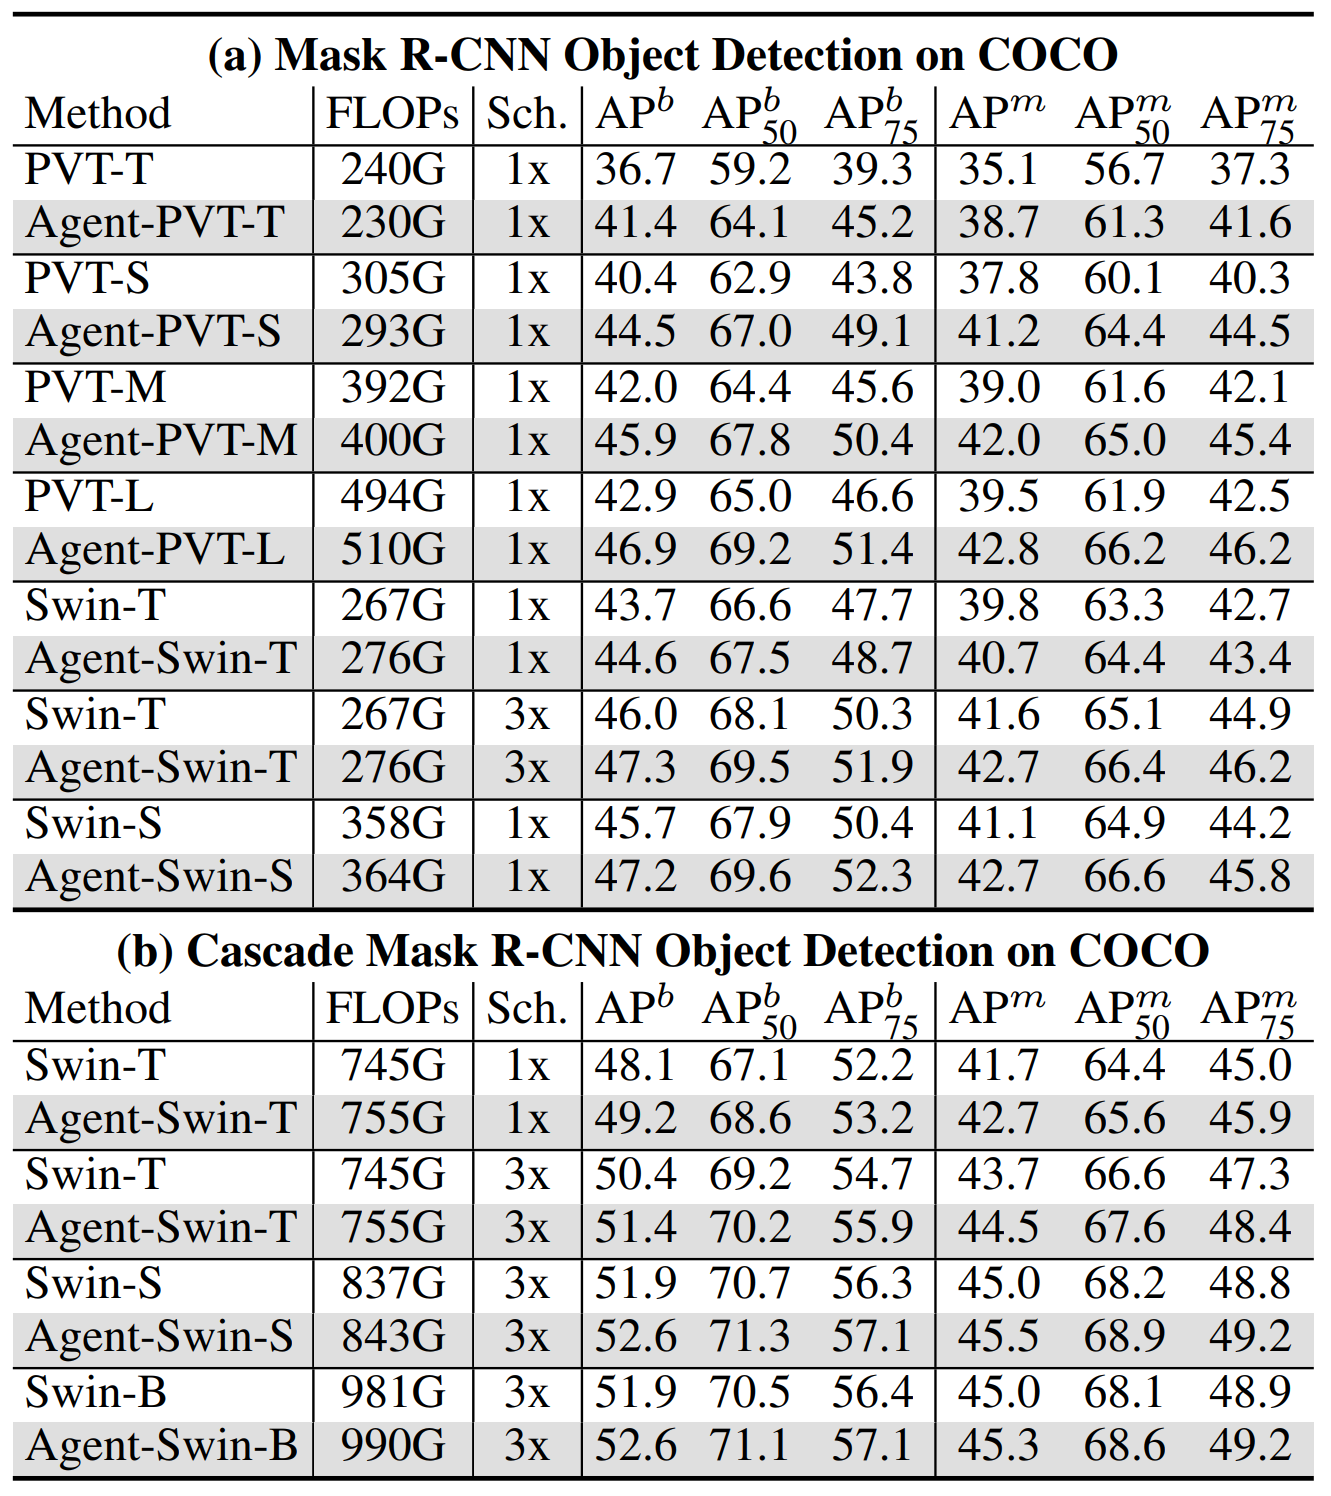 (a) Mask R-CNN Object Detection on COCO
Method FLOPs Sch. AP^b AP^b_50 AP^b_75 AP^m AP^m_50 AP^m_75
PVT-T 240G 1x 36.7 59.2 39.3 35.1 56.7 37.3
Agent-PVT-T 230G 1x 41.4 64.1 45.2 38.7 61.3 41.6
PVT-S 305G 1x 40.4 62.9 43.8 37.8 60.1 40.3
Agent-PVT-S 293G 1x 44.5 67.0 49.1 41.2 64.4 44.5
PVT-M 392G 1x 42.0 64.4 45.6 39.0 61.6 42.1
Agent-PVT-M 400G 1x 45.9 67.8 50.4 42.0 65.0 45.4
PVT-L 494G 1x 42.9 65.0 46.6 39.5 61.9 42.5
Agent-PVT-L 510G 1x 46.9 69.2 51.4 42.8 66.2 46.2
Swin-T 267G 1x 43.7 66.6 47.7 39.8 63.3 42.7
Agent-Swin-T 276G 1x 44.6 67.5 48.7 40.7 64.4 43.4
Swin-T 267G 3x 46.0 68.1 50.3 41.6 65.1 44.9
Agent-Swin-T 276G 3x 47.3 69.5 51.9 42.7 66.4 46.2
Swin-S 358G 1x 45.7 67.9 50.4 41.1 64.9 44.2
Agent-Swin-S 364G 1x 47.2 69.6 52.3 42.7 66.6 45.8
(b) Cascade Mask R-CNN Object Detection on COCO
Method FLOPs Sch. AP^b AP^b_50 AP^b_75 AP^m AP^m_50 AP^m_75
Swin-T 745G 1x 48.1 67.1 52.2 41.7 64.4 45.0
Agent-Swin-T 755G 1x 49.2 68.6 53.2 42.7 65.6 45.9
Swin-T 745G 3x 50.4 69.2 54.7 43.7 66.6 47.3
Agent-Swin-T 755G 3x 51.4 70.2 55.9 44.5 67.6 48.4
Swin-S 837G 3x 51.9 70.7 56.3 45.0 68.2 48.8
Agent-Swin-S 843G 3x 52.6 71.3 57.1 45.5 68.9 49.2
Swin-B 981G 3x 51.9 70.5 56.4 45.0 68.1 48.9
Agent-Swin-B 990G 3x 52.6 71.1 57.1 45.3 68.6 49.2